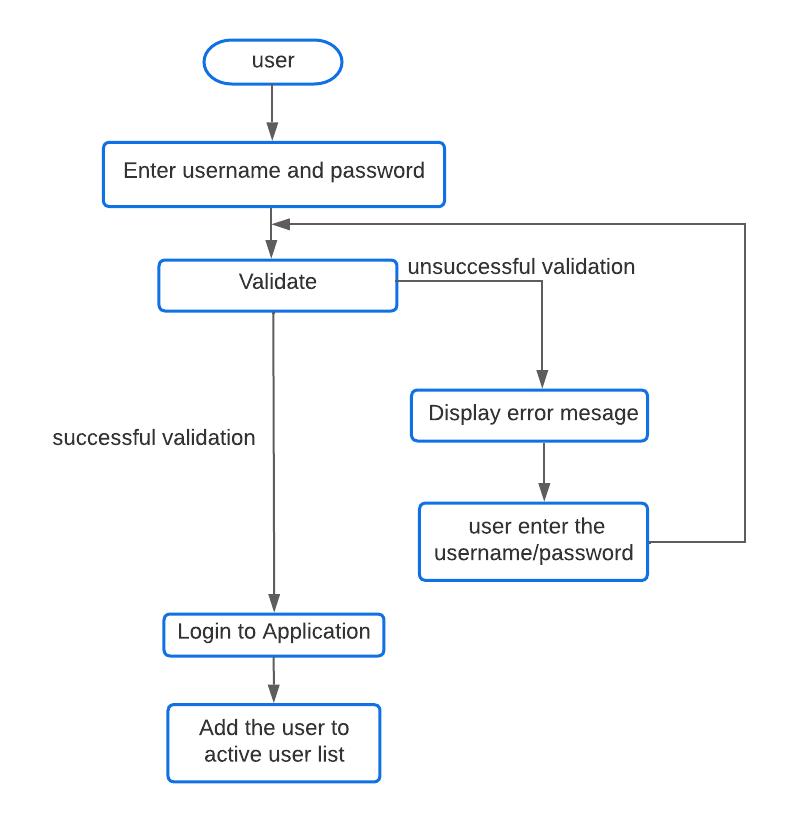 user
Enter username and password
Validate
unsuccessful validation
Display error mesage
successful validation
user enter the
username/password
Login to Application
Add the user to
active user list